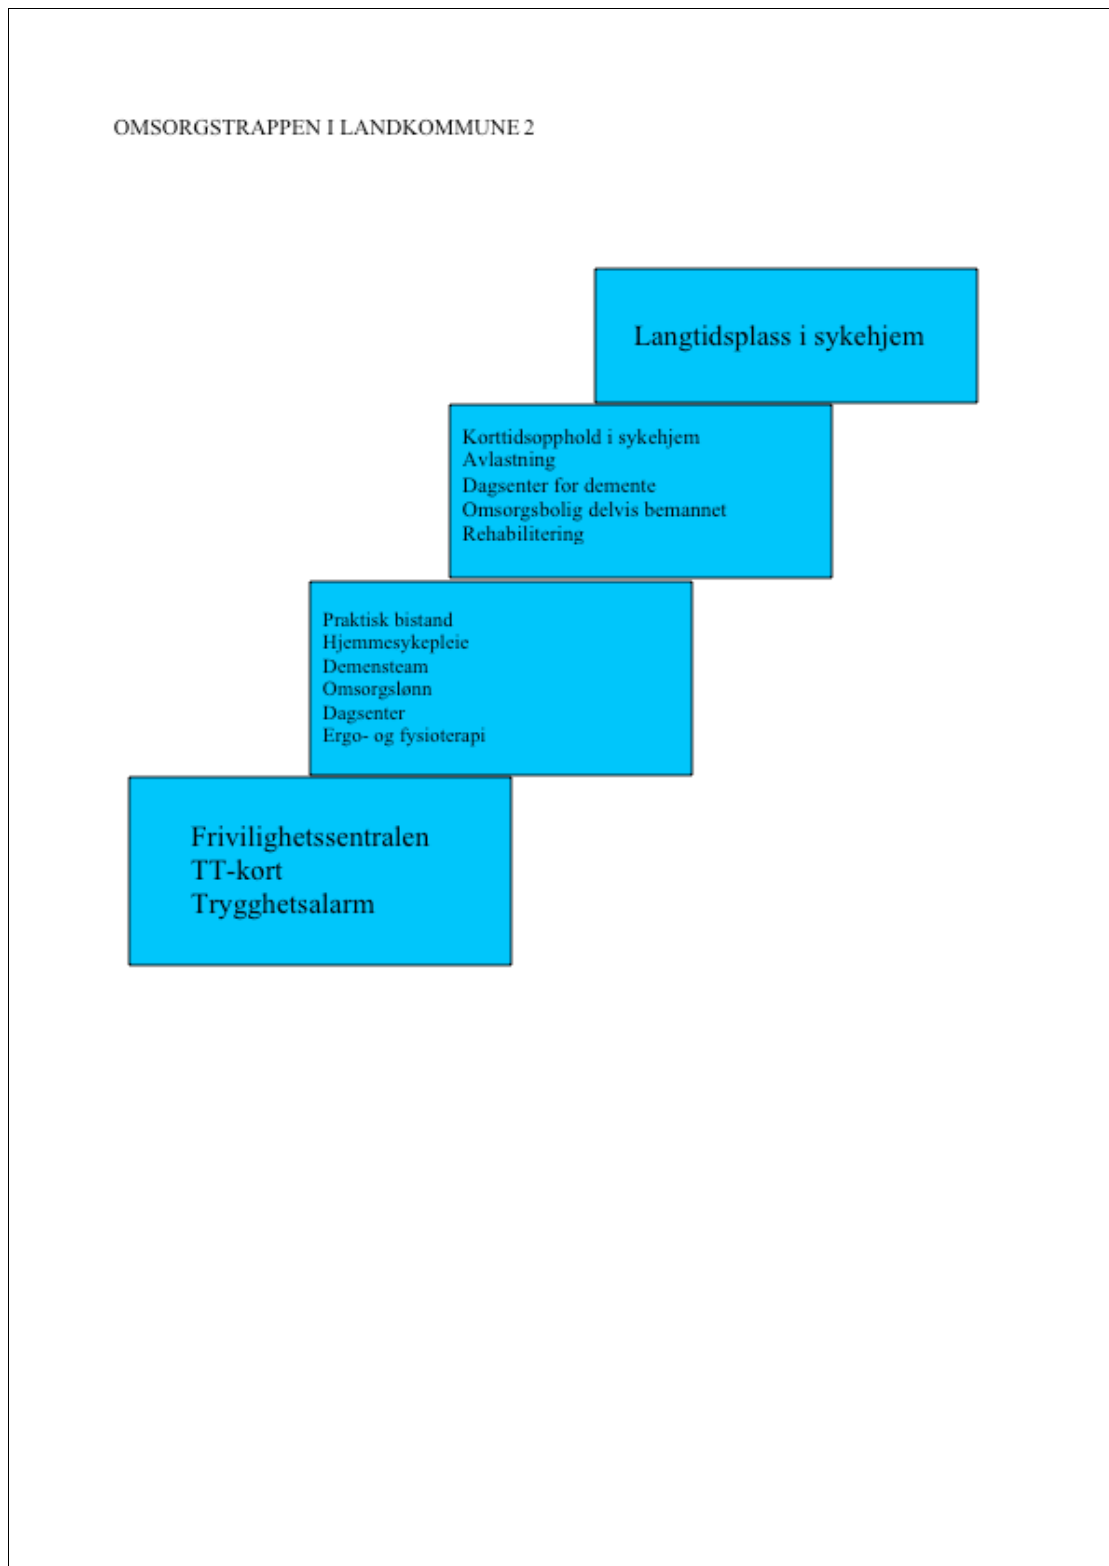 OMSORGSTRAPPEN I LANDKOMMUNE 2
Langtidsplass i sykehjem
Korttidsopphold i sykehjem
Avlastning
Dagsenter for demente
Omsorgsbolig delvis bemannet
Rehabilitering
Praktisk bistand
Hjemmesykepleie
Demensteam
Omsorgslønn
Dagsenter
Ergo- og fysioterapi
Frivilighetssentralen
TT-kort
Trygghetsalarm